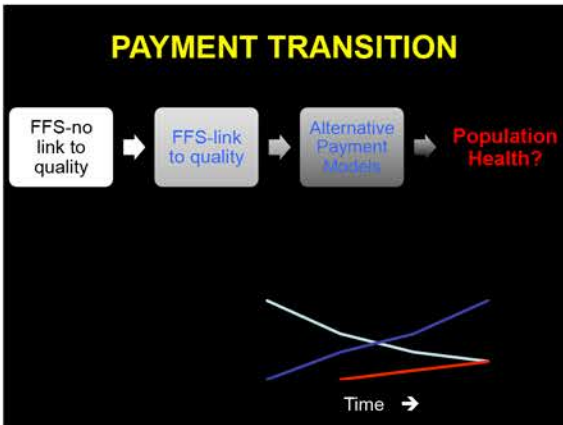 PAYMENT TRANSITION
FFS-no
link to
quality
FFS-link
to quality
Alternative
Payment
Models
Population
Health?
Time →